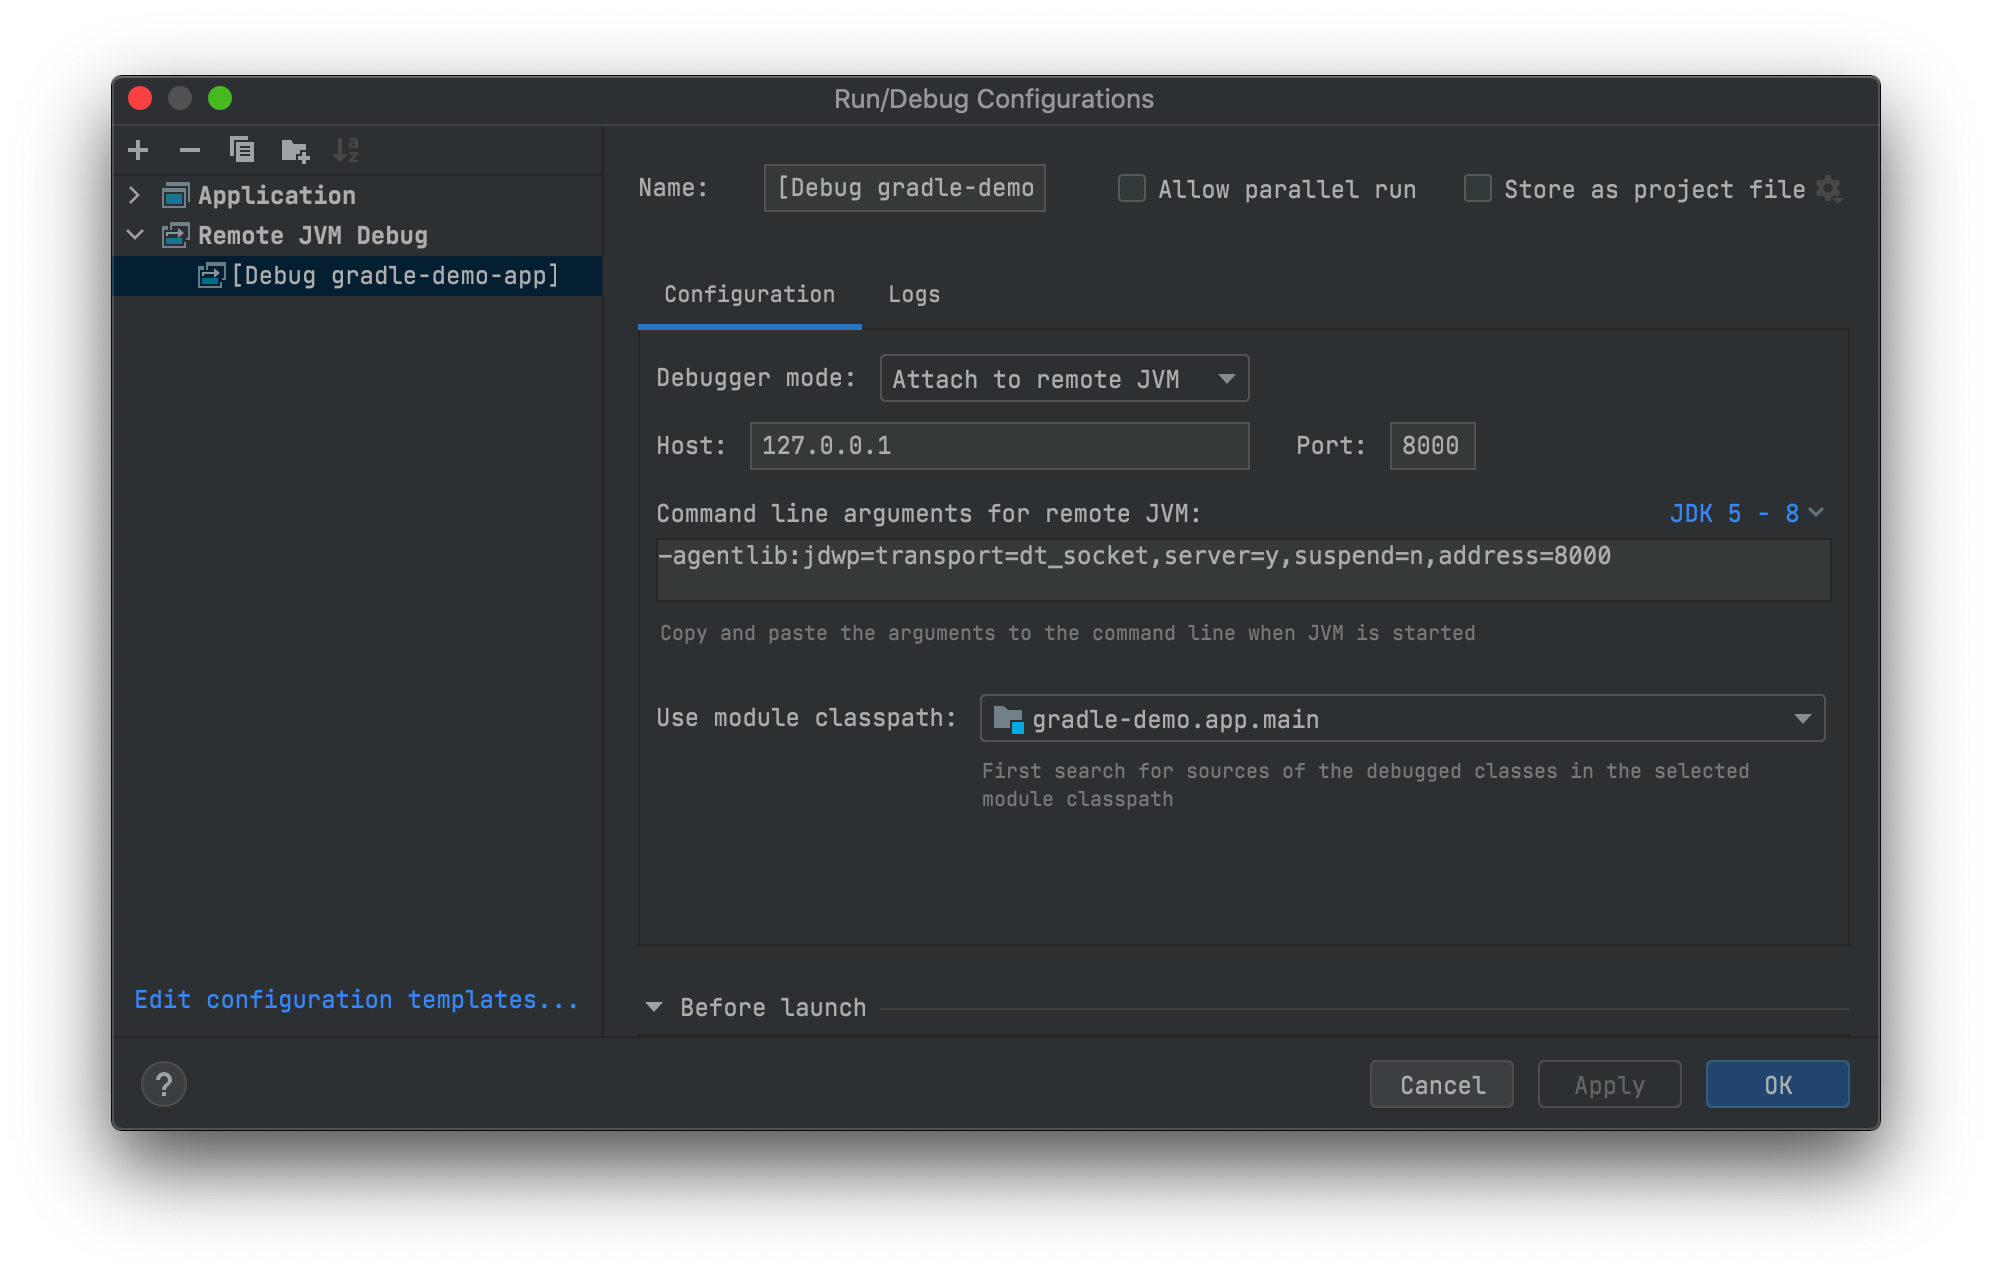 Run/Debug Configurations
Application
Remote JVM Debug
[Debug gradle-demo-app]
Edit configuration templates...
Name: [Debug gradle-demo
Allow parallel run
Store as project file
Configuration Logs
Debugger mode: Attach to remote JVM
Host: 127.0.0.1 Port: 8000
Command line arguments for remote JVM: JDK 5 - 8
-agentlib:jdwp=transport=dt_socket,server=y,suspend=n,address=8000
Copy and paste the arguments to the command line when JVM is started
Use module classpath: gradle-demo.app.main
First search for sources of the debugged classes in the selected
module classpath
Before launch
? Cancel Apply OK